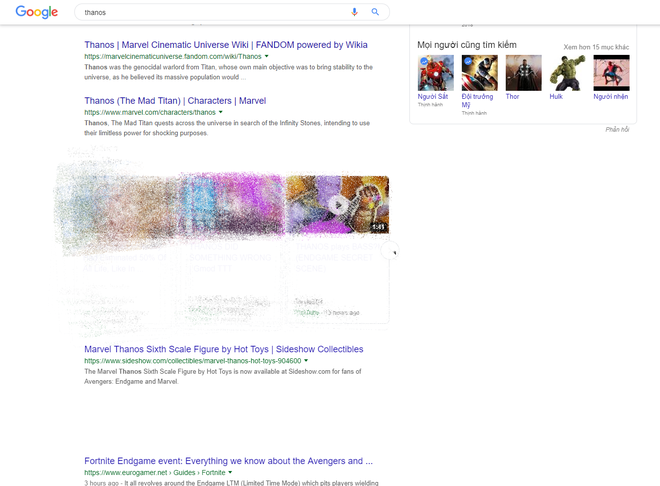 Google
thanos
Thanos | Marvel Cinematic Universe Wiki | FANDOM powered by Wikia
https://marvelcinematicuniverse.fandom.com/wiki/Thanos
Thanos was the genocidal warlord from Titan, whose own main objective was to bring stability to the
universe, as he believed its massive population would ...
Thanos (The Mad Titan) | Characters | Marvel
https://www.marvel.com/characters/thanos
Thanos. The Mad Titan quests across the universe in search of the Infinity Stones, intending to use
their limitless power for shocking purposes.
1:41
13 hours ago
Marvel Thanos Sixth Scale Figure by Hot Toys | Sideshow Collectibles
https://www.sideshow.com/collectibles/marvel-thanos-hot-toys-904600
The Marvel Thanos Sixth Scale Figure by Hot Toys is now available at Sideshow.com for fans of
Avengers: Endgame and Marvel.
Fortnite Endgame event: Everything we know about the Avengers and ...
https://www.eurogamer.net › Guides › Fortnite
3 hours ago - It all revolves around the Endgame LTM (Limited Time Mode) which pits players wielding
Mọi người cũng tìm kiếm
Xem hơn 15 mục khác
Người Sắt
Thịnh hành
Đội trưởng
Mỹ
Thịnh hành
Thor
Hulk
Người nhện
Phản hồi